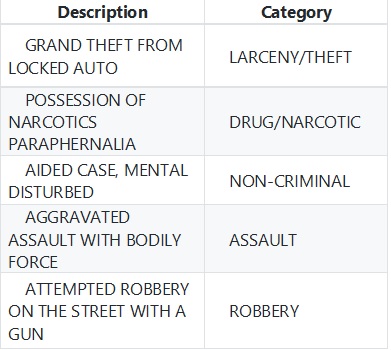 Description Category
GRAND THEFT FROM
LOCKED AUTO
LARCENY/THEFT
POSSESSION OF
NARCOTICS
PARAPHERNALIA
DRUG/NARCOTIC
AIDED CASE, MENTAL
DISTURBED
NON-CRIMINAL
AGGRAVATED
ASSAULT WITH BODILY
FORCE
ASSAULT
ATTEMPTED ROBBERY
ON THE STREET WITH A
GUN
ROBBERY